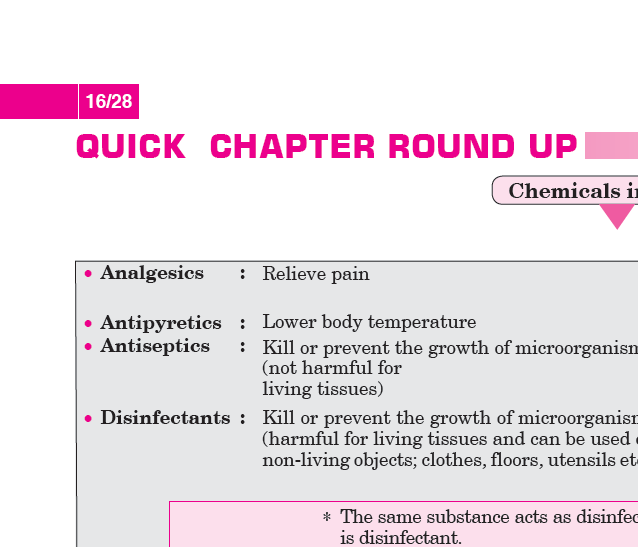 16/28
QUICK CHAPTER ROUND UP
Chemicals in
• Analgesics : Relieve pain
• Antipyretics : Lower body temperature
• Antiseptics : Kill or prevent the growth of microorganism
(not harmful for
living tissues)
• Disinfectants : Kill or prevent the growth of microorganism
(harmful for living tissues and can be used
non-living objects; clothes, floors, utensils etc
* The same substance acts as disinfec
is disinfectant.